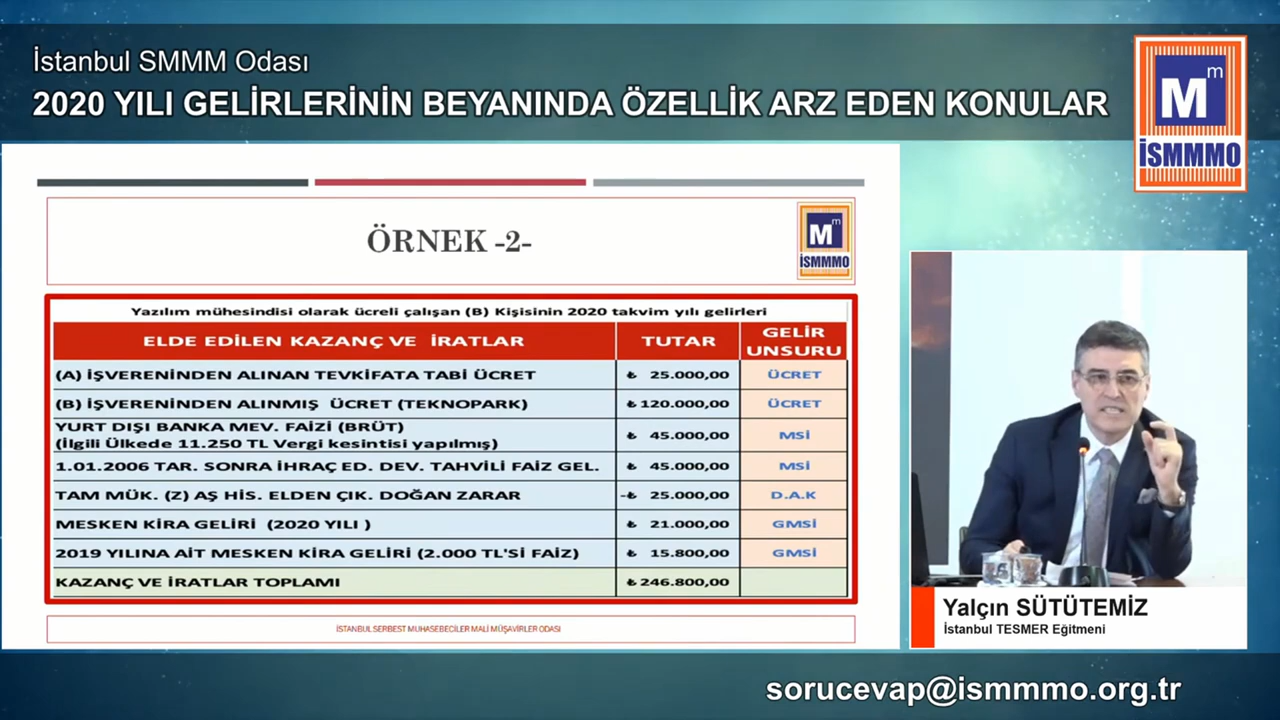 İstanbul SMMM Odası
2020 YILI GELİRLERİNİN BEYANINDA ÖZELLİK ARZ EDEN KONULAR
Mm
İSMMMO
ÖRNEK -2-
Mm
İSMMMO
Yazılım mühesindisi olarak ücreli çalışan (B) Kişisinin 2020 takvim yılı gelirleri
ELDE EDİLEN KAZANÇ VE İRATLAR TUTAR GELİR UNSURU
(A) İŞVERENİNDEN ALINAN TEVKİFATA TABİ ÜCRET ₺ 25.000,00 ÜCRET
(B) İŞVERENİNDEN ALINMIŞ ÜCRET (TEKNOPARK) ₺ 120.000,00 ÜCRET
YURT DIŞI BANKA MEV. FAİZİ (BRÜT)
(İlgili Ülkede 11.250 TL Vergi kesintisi yapılmış) ₺ 45.000,00 MSİ
1.01.2006 TAR. SONRA İHRAÇ ED. DEV. TAHVİLİ FAİZ GEL. ₺ 45.000,00 MSİ
TAM MÜK. (Z) AŞ HİS. ELDEN ÇIK. DOĞAN ZARAR -₺ 25.000,00 D.A.K
MESKEN KİRA GELİRİ (2020 YILI ) ₺ 21.000,00 GMSİ
2019 YILINA AİT MESKEN KİRA GELİRİ (2.000 TL'Sİ FAİZ) ₺ 15.800,00 GMSİ
KAZANÇ VE İRATLAR TOPLAMI ₺ 246.800,00
İSTANBUL SERBEST MUHASEBECİLER MALİ MÜŞAVİRLER ODASI
Yalçın SÜTÜTEMİZ
İstanbul TESMER Eğitmeni
sorucevap@ismmmo.org.tr